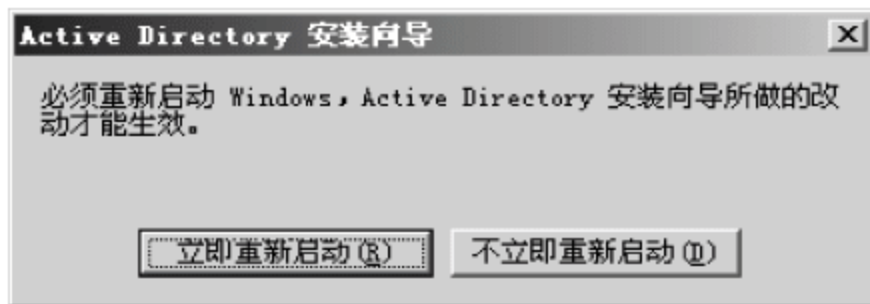 Active Directory 安装向导
必须重新启动 Windows，Active Directory 安装向导所做的改
动才能生效。
立即重新启动(R)
不立即重新启动(D)